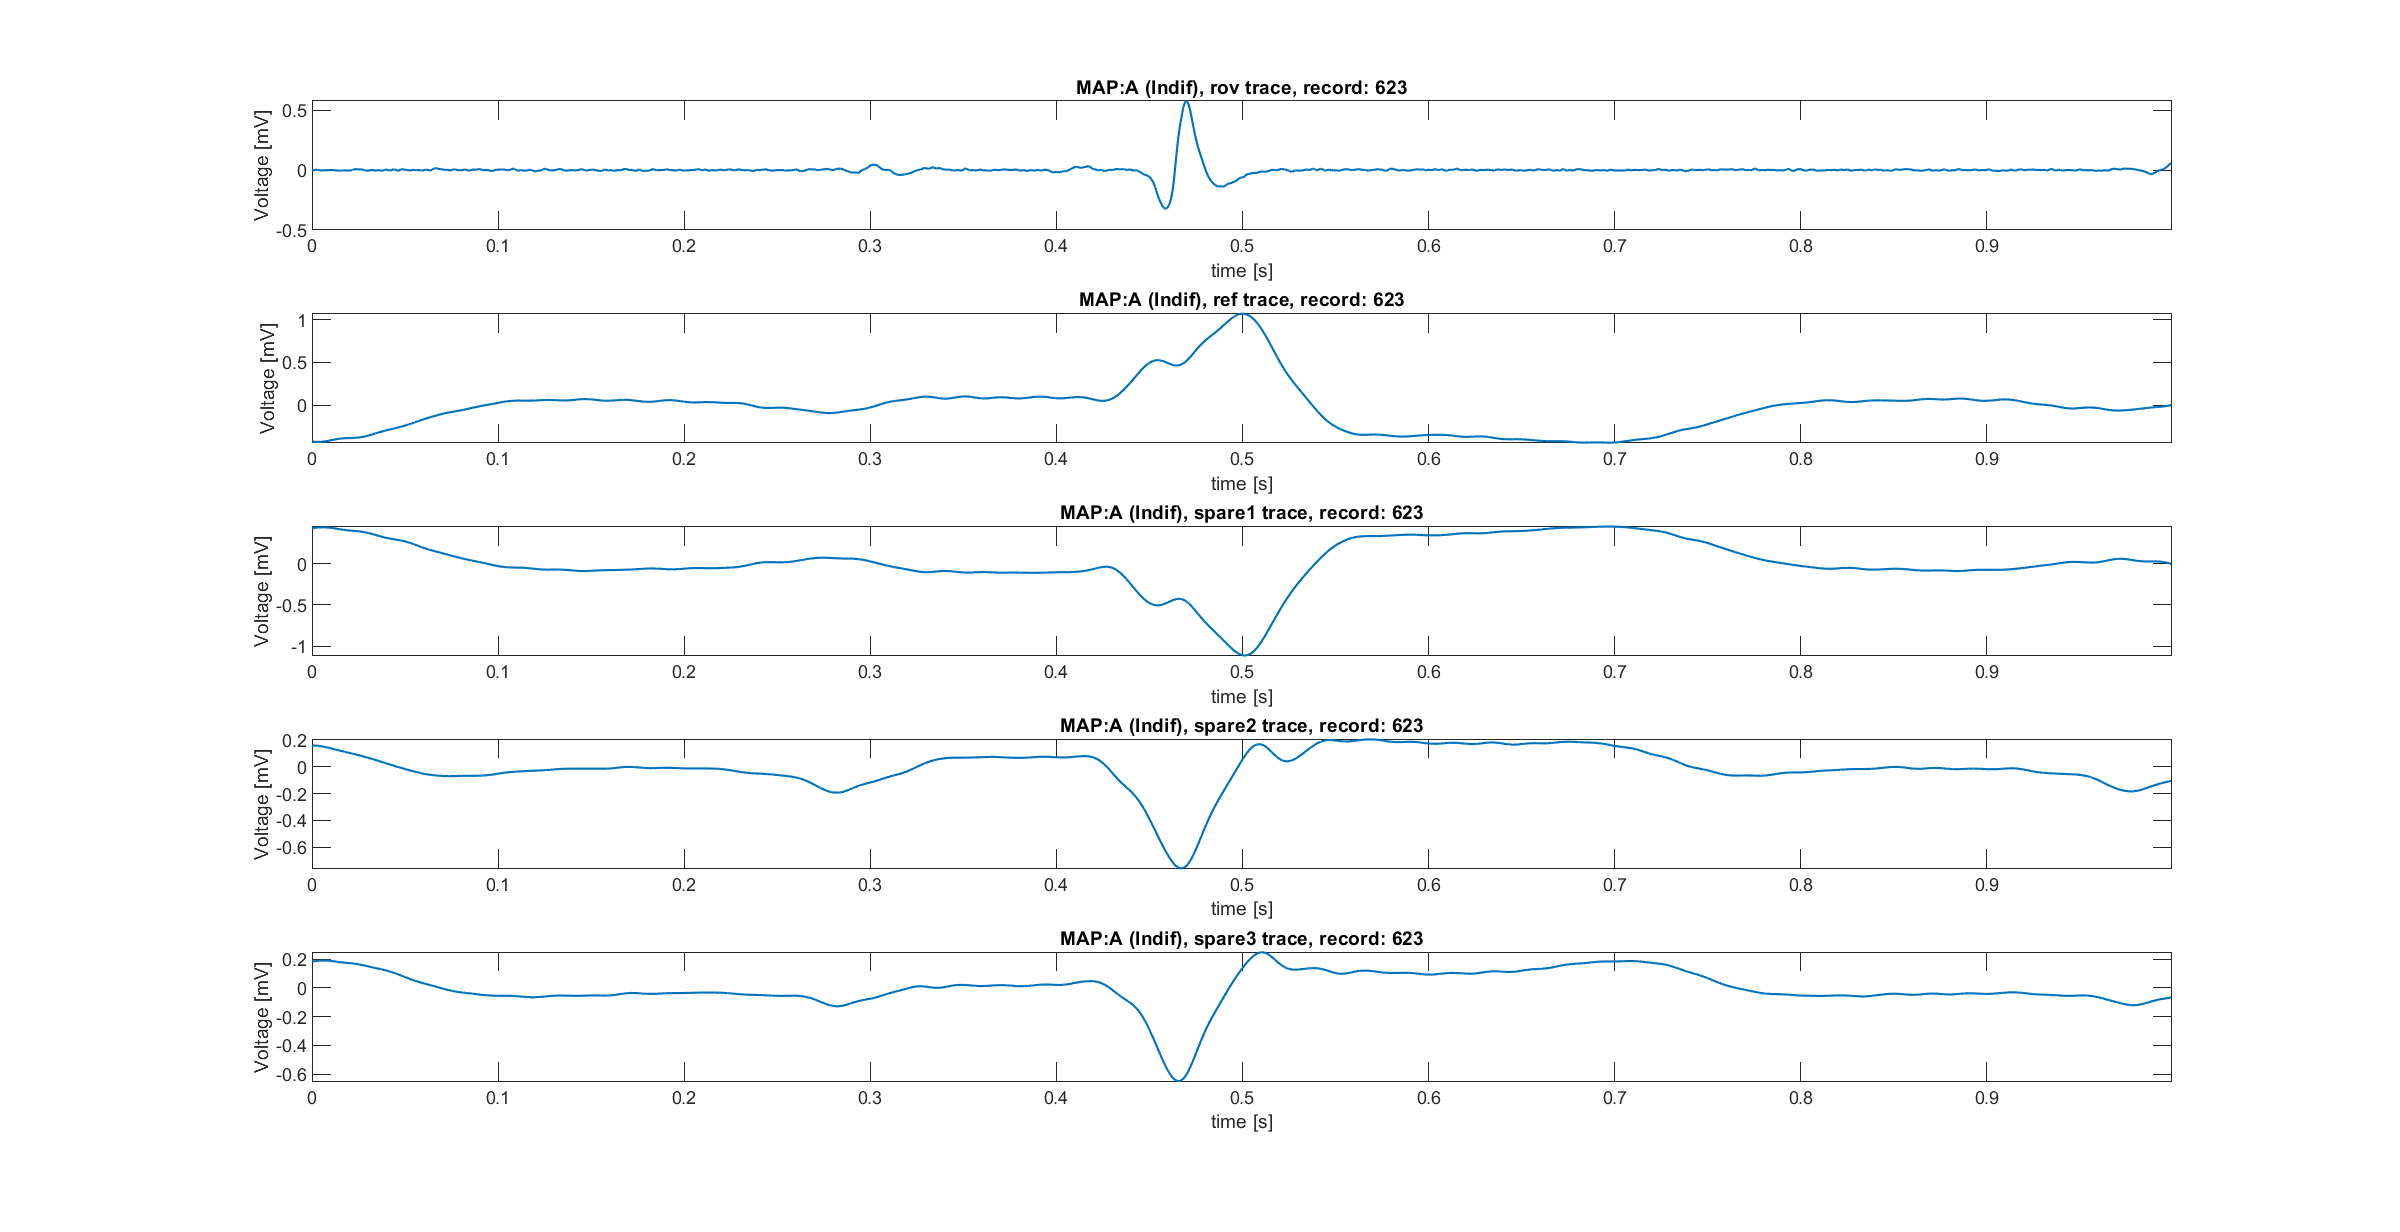 MAP:A (Indif), rov trace, record: 623
Voltage [mV]
0.5
0
-0.5
0 0.1 0.2 0.3 0.4 0.5 0.6 0.7 0.8 0.9
time [s]
MAP:A (Indif), ref trace, record: 623
Voltage [mV]
1
0.5
0
0 0.1 0.2 0.3 0.4 0.5 0.6 0.7 0.8 0.9
time [s]
MAP:A (Indif), spare1 trace, record: 623
Voltage [mV]
0
-0.5
-1
0 0.1 0.2 0.3 0.4 0.5 0.6 0.7 0.8 0.9
time [s]
MAP:A (Indif), spare2 trace, record: 623
Voltage [mV]
0.2
0
-0.2
-0.4
-0.6
0 0.1 0.2 0.3 0.4 0.5 0.6 0.7 0.8 0.9
time [s]
MAP:A (Indif), spare3 trace, record: 623
Voltage [mV]
0.2
0
-0.2
-0.4
-0.6
0 0.1 0.2 0.3 0.4 0.5 0.6 0.7 0.8 0.9
time [s]